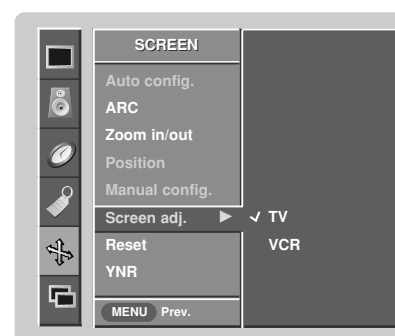 SCREEN
Auto config.
ARC
Zoom in/out
Position
Manual config.
Screen adj. ▶ ✓ TV
Reset VCR
YNR
MENU Prev.